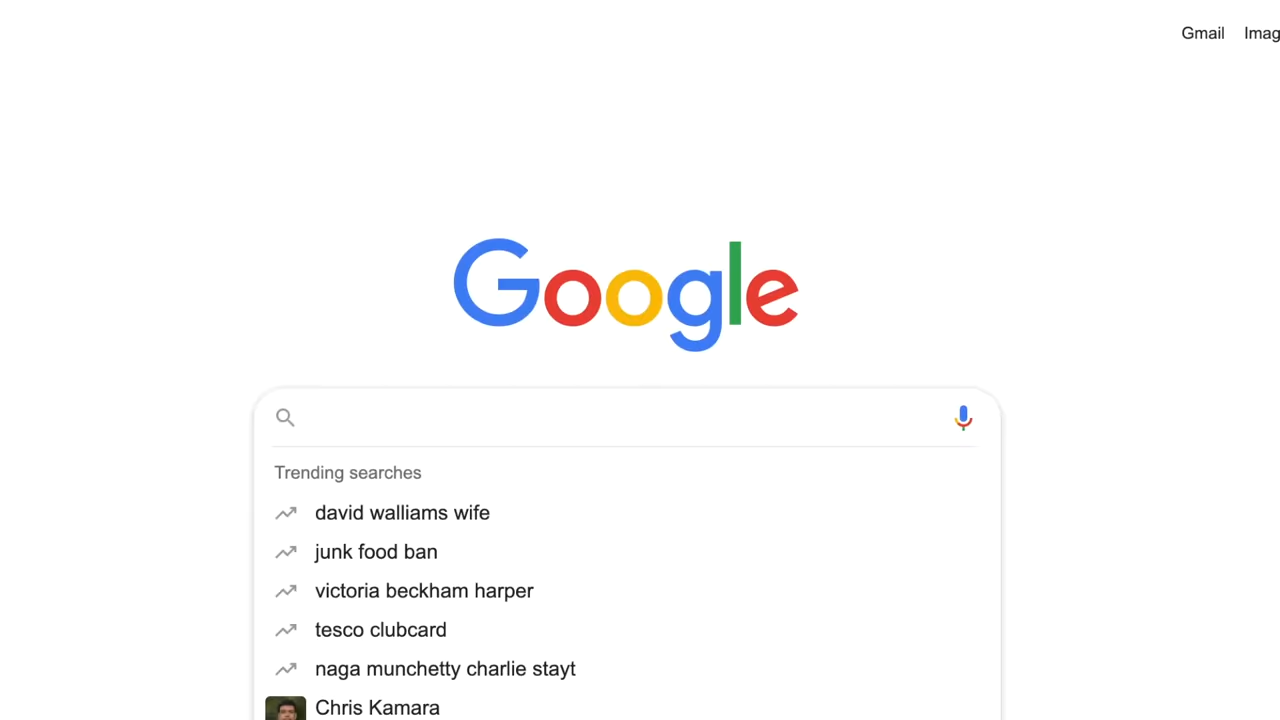 Gmail Imag
Google
Trending searches
david walliams wife
junk food ban
victoria beckham harper
tesco clubcard
naga munchetty charlie stayt
Chris Kamara